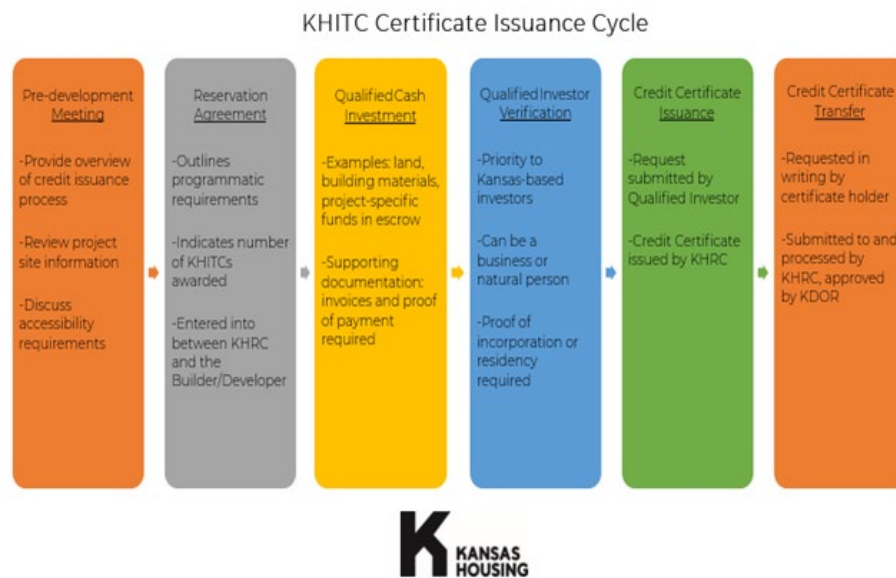 KHITC Certificate Issuance Cycle
Pre-development
Meeting
-Provide overview
of credit issuance
process
-Review project
site information
-Discuss
accessibility
requirements
Reservation
Agreement
-Outlines
programmatic
requirements
-Indicates number
of KHITCs
awarded
-Entered into
between KHRC
and the
Builder/Developer
Qualified Cash
Investment
-Examples: land,
building materials,
project-specific
funds in escrow
-Supporting
documentation:
invoices and proof
of payment
required
Qualified Investor
Verification
-Priority to
Kansas-based
investors
-Can be a
business or
natural person
-Proof of
incorporation or
residency
required
Credit Certificate
Issuance
-Request
submitted by
Qualified Investor
-Credit Certificate
issued by KHRC
Credit Certificate
Transfer
-Requested in
writing by
certificate holder
-Submitted to and
processed by
KHRC, approved
by KDOR
K KANSAS
HOUSING